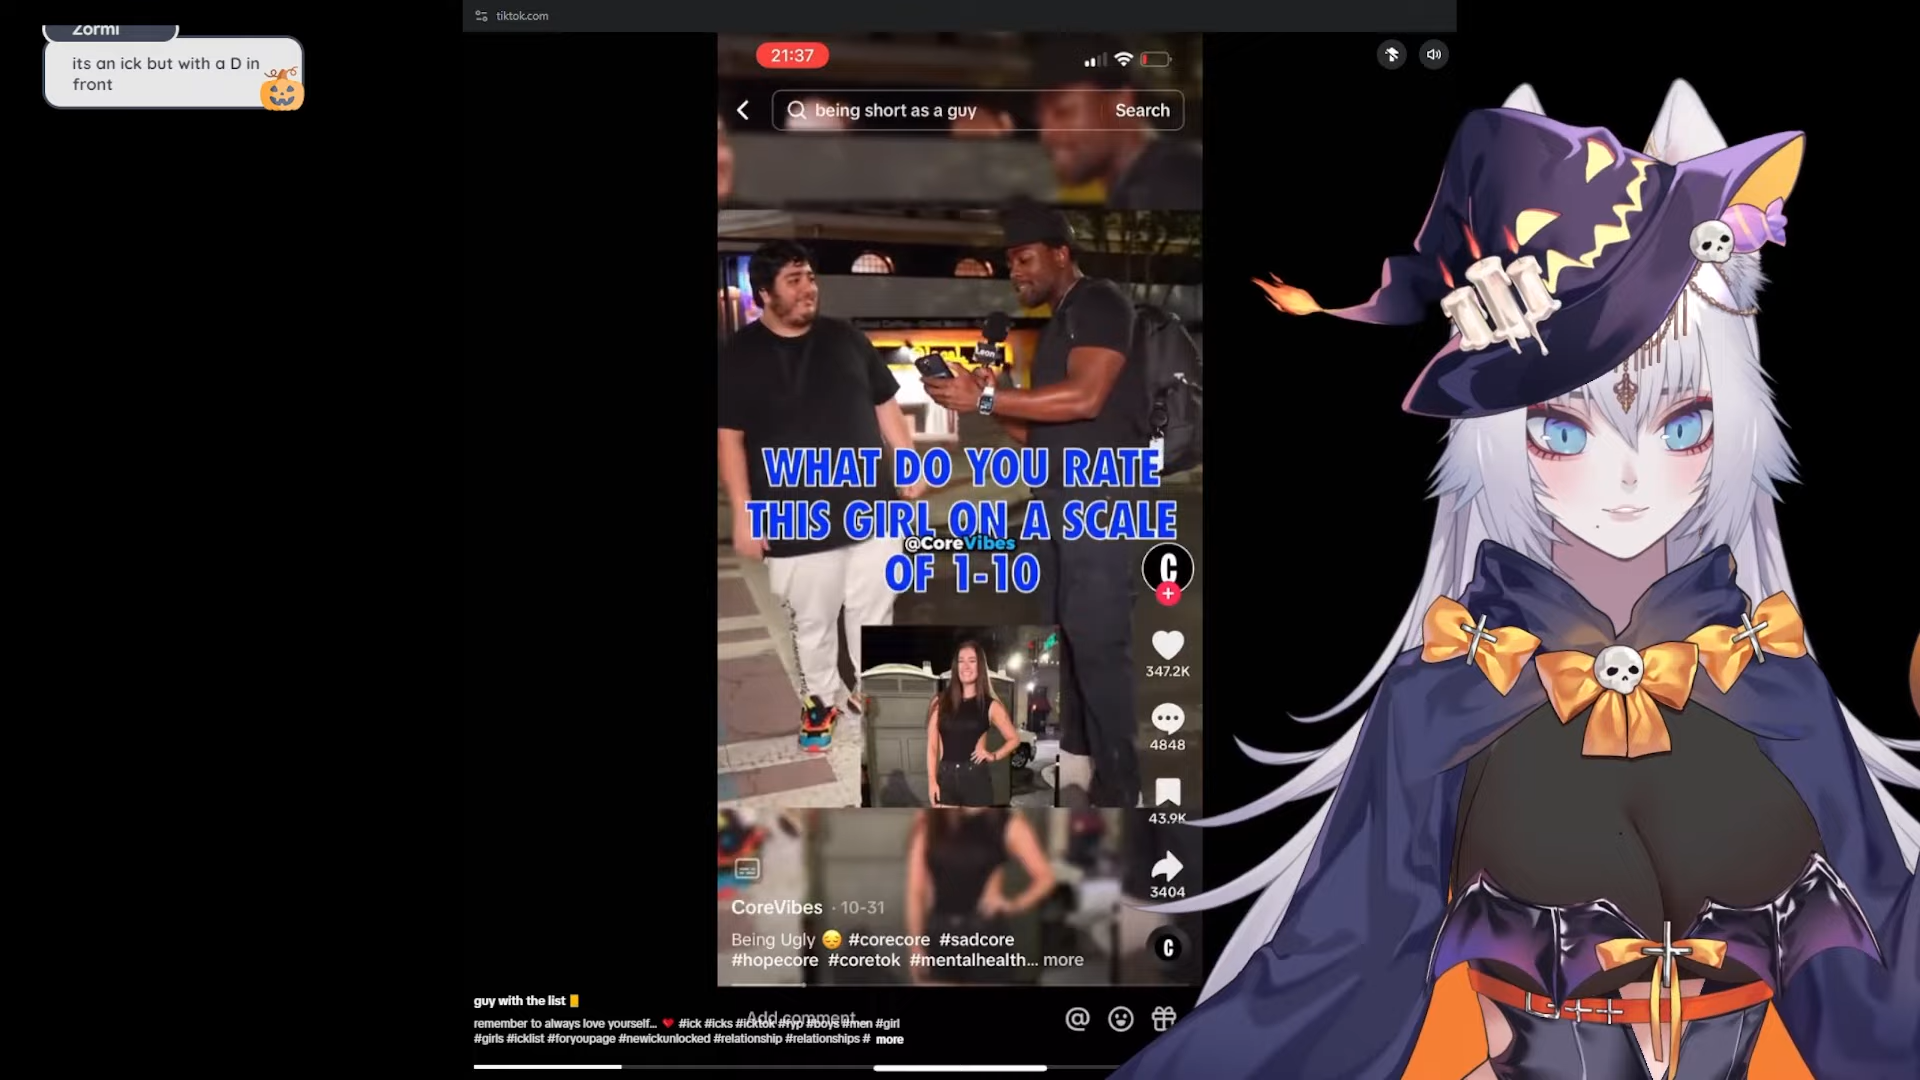 Zormi
its an ick but with a D in
front
tiktok.com
21:37
being short as a guy
Search
Leon
WHAT DO YOU RATE
THIS GIRL ON A SCALE
@CoreVibes
OF 1-10
C
347.2K
4848
43.9K
3404
CoreVibes · 10-31
Being Ugly 😔 #corecore #sadcore
#hopecore #coretok #mentalhealth... more
C
guy with the list
Add comment...
remember to always love yourself... ❤️ #ick #icks #icktok #fyp #boys #men #girl
#girls #icklist #foryoupage #newickunlocked #relationship #relationships # more